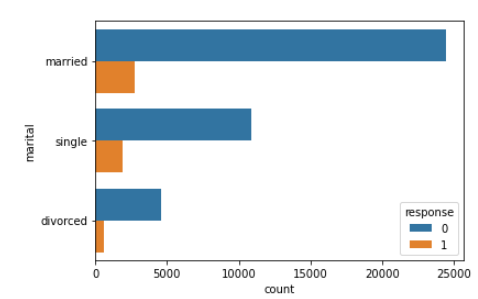 married
single
divorced
marital
0 5000 10000 15000 20000 25000
count
response
0
1